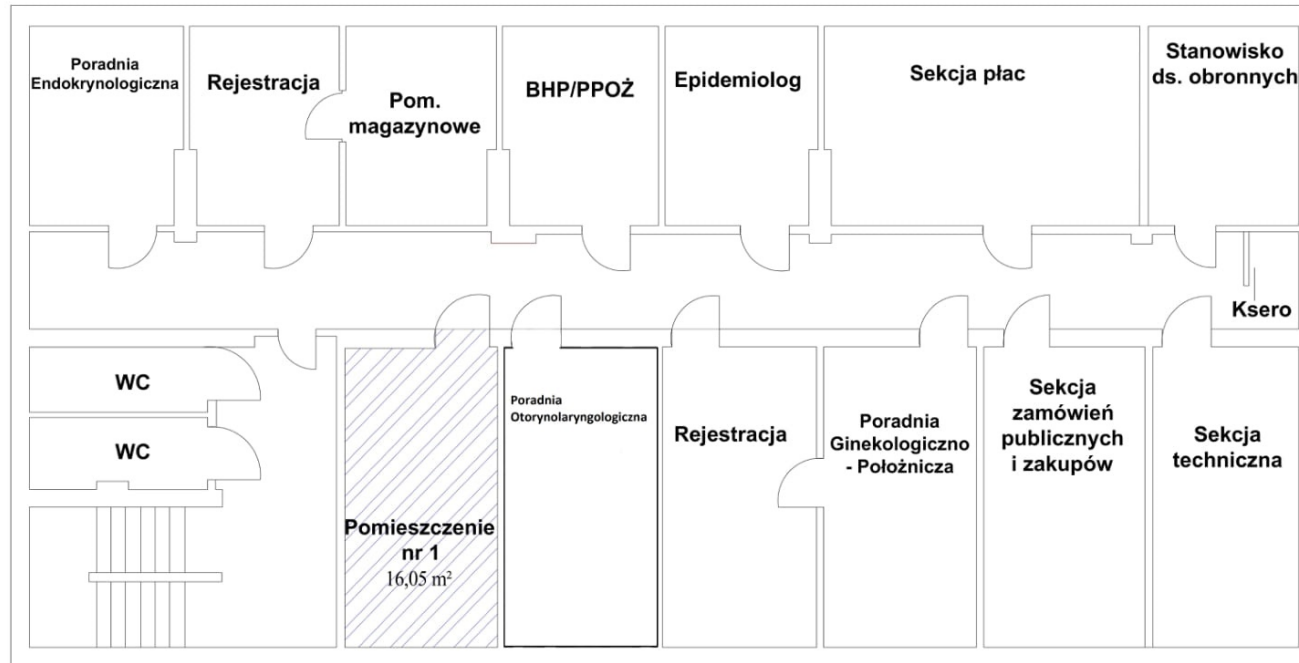 Poradnia
Endokrynologiczna
Rejestracja
Pom.
magazynowe
BHP/PPOŻ
Epidemiolog
Sekcja płac
Stanowisko
ds. obronnych
Ksero
WC
WC
Pomieszczenie
nr 1
16,05 m²
Poradnia
Otorynolaryngologiczna
Rejestracja
Poradnia
Ginekologiczno
- Położnicza
Sekcja
zamówień
publicznych
i zakupów
Sekcja
techniczna